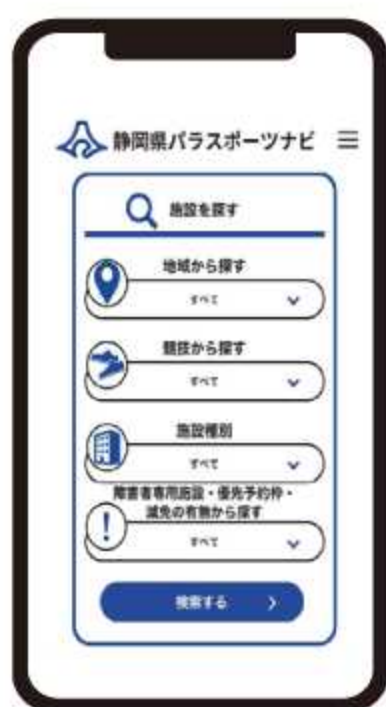 静岡県パラスポーツナビ
施設を探す
地域から探す
すべて
競技から探す
すべて
施設種別
すべて
障害者専用施設・優先予約枠・
減免の有無から探す
すべて
検索する